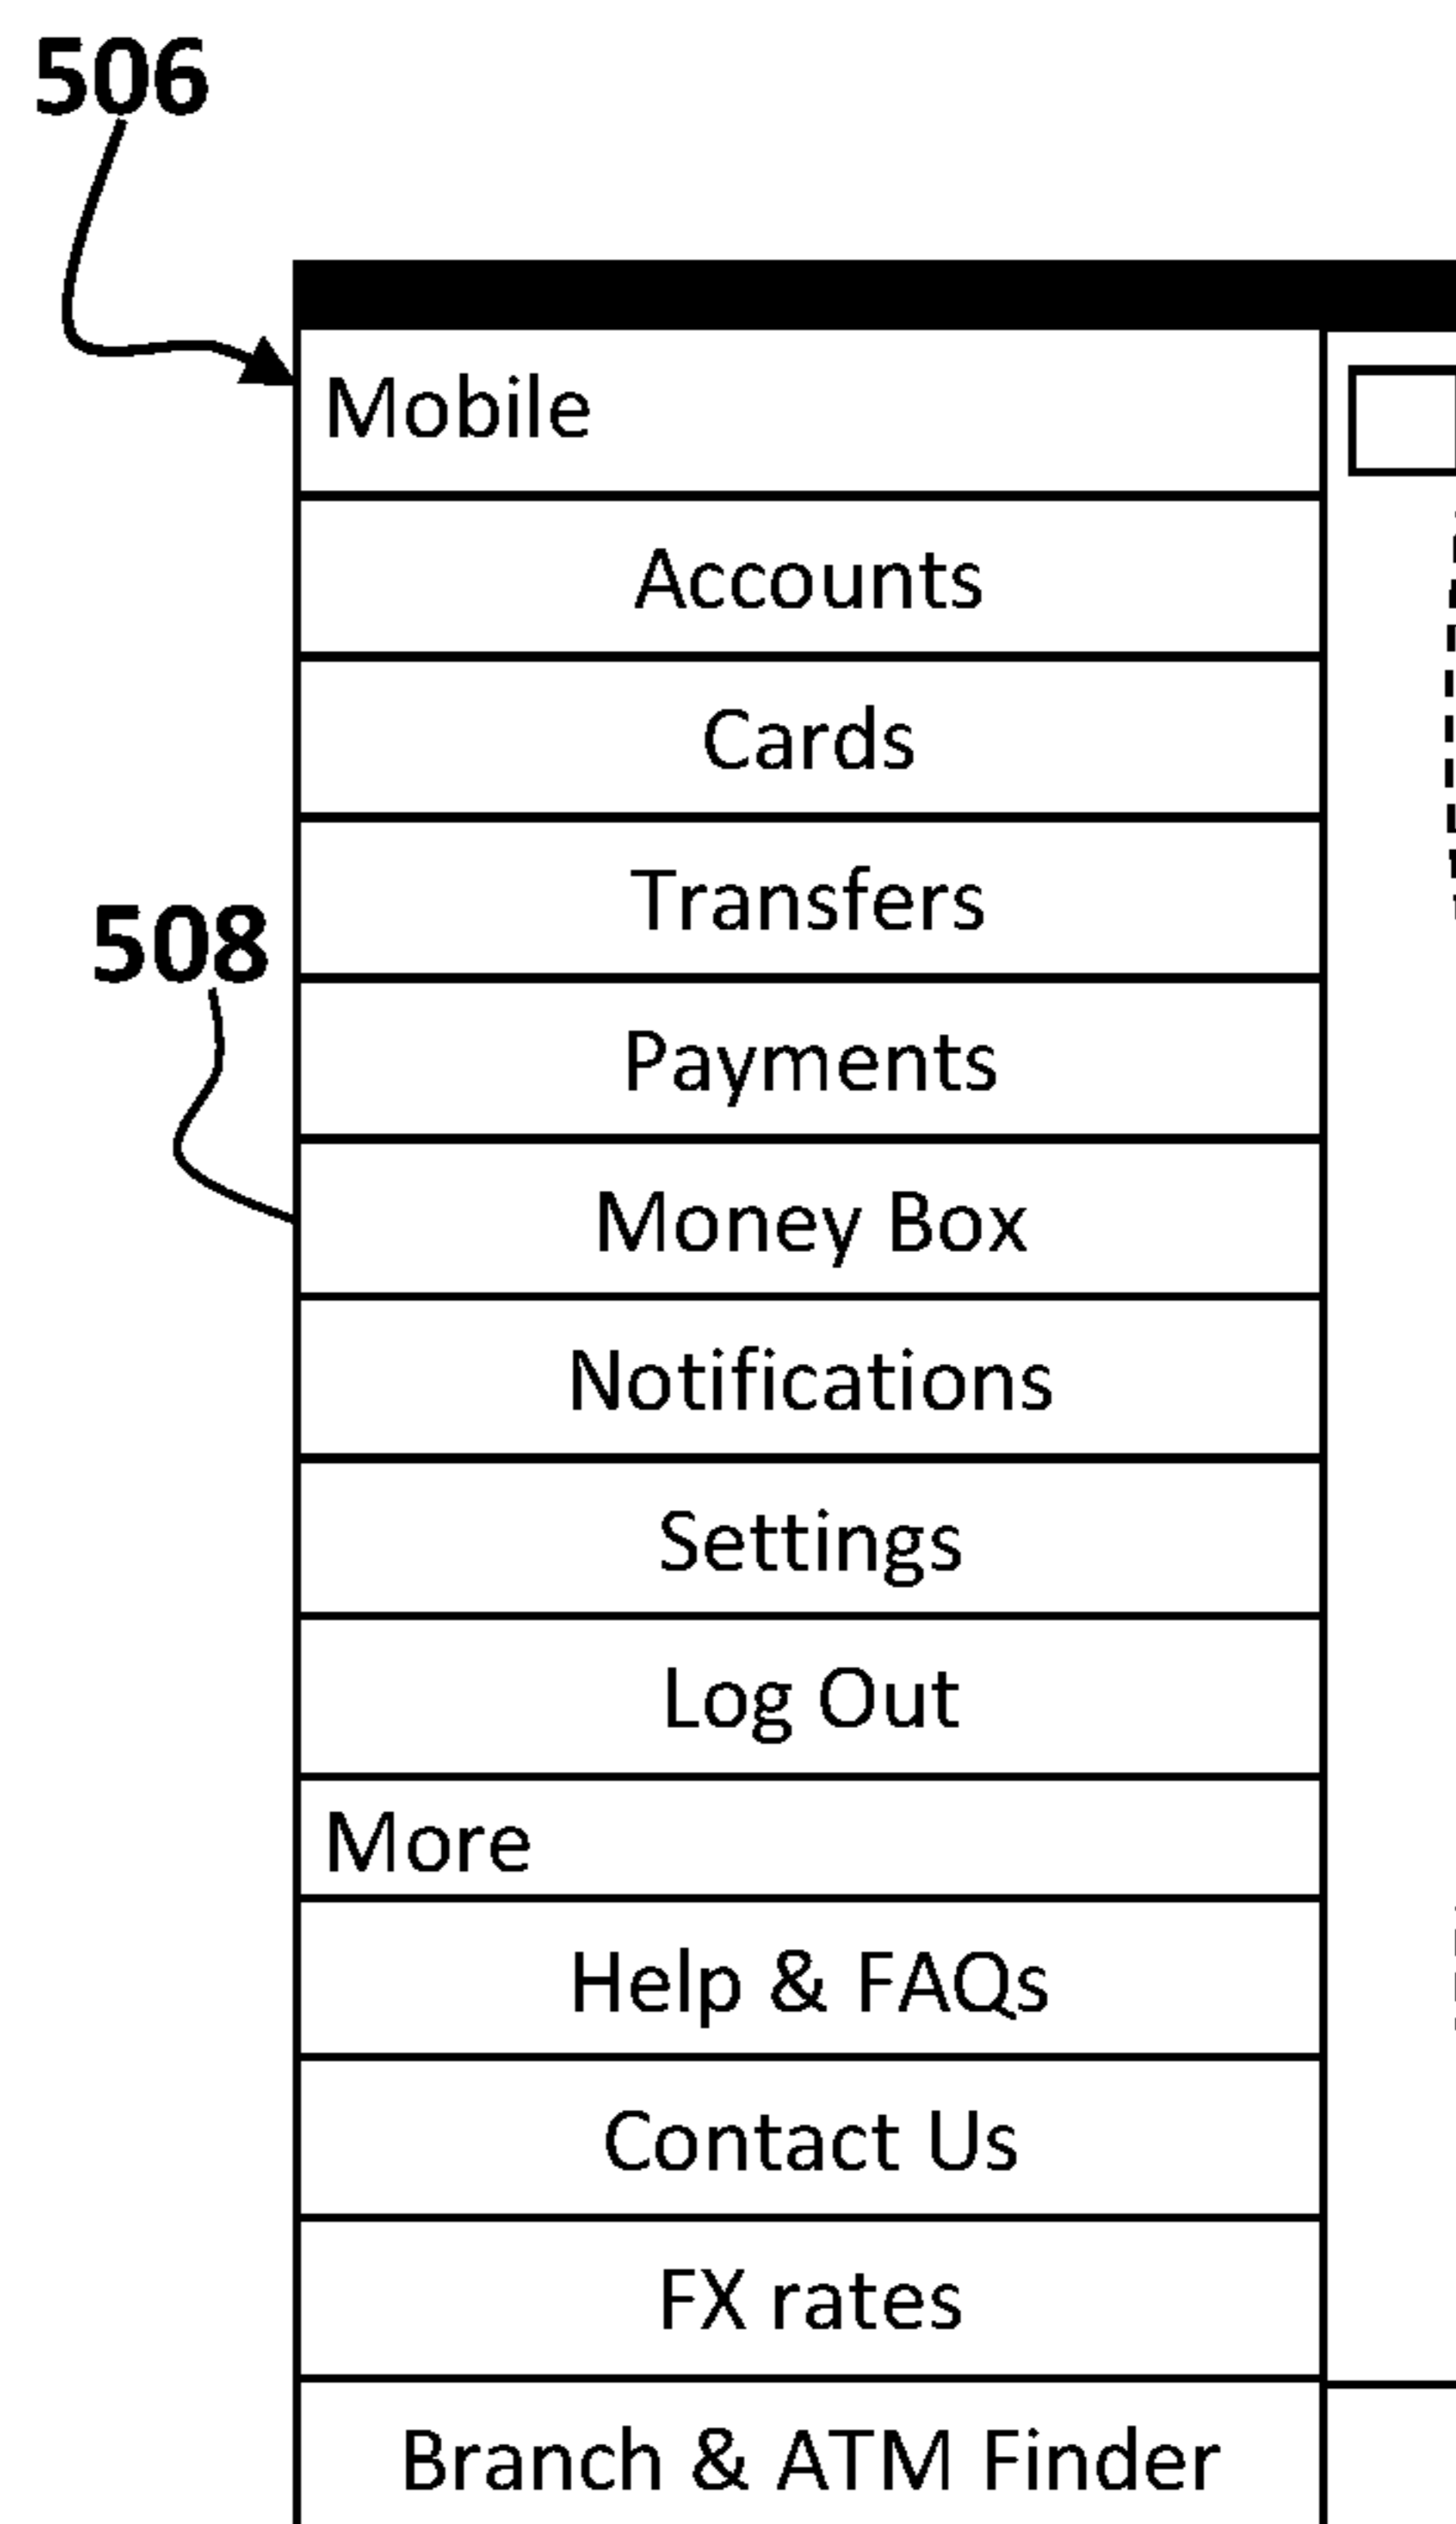 506
Mobile
Accounts
Cards
Transfers
508
Payments
Money Box
Notifications
Settings
Log Out
More
Help & FAQs
Contact Us
FX rates
Branch & ATM Finder